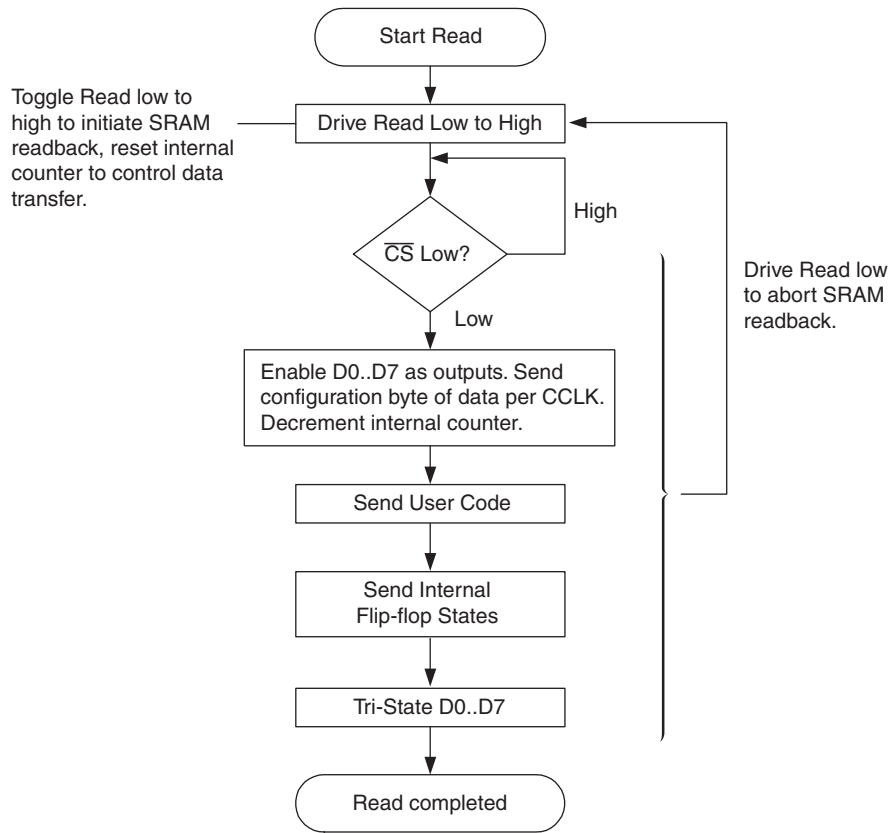 Start Read
Toggle Read low to
high to initiate SRAM
readback, reset internal
counter to control data
transfer.
Drive Read Low to High
High
CS Low?
Drive Read low
to abort SRAM
readback.
Low
Enable D0..D7 as outputs. Send
configuration byte of data per CCLK.
Decrement internal counter.
Send User Code
Send Internal
Flip-flop States
Tri-State D0..D7
Read completed